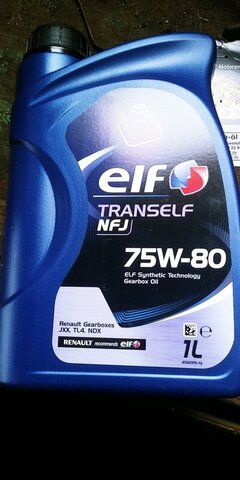 elf
TRANSELF
NFJ
75W-80
ELF Synthetic Technology
Gearbox Oil
Renault Gearboxes
JXX, TL4, NDX
RENAULT recommends elf
e
1L